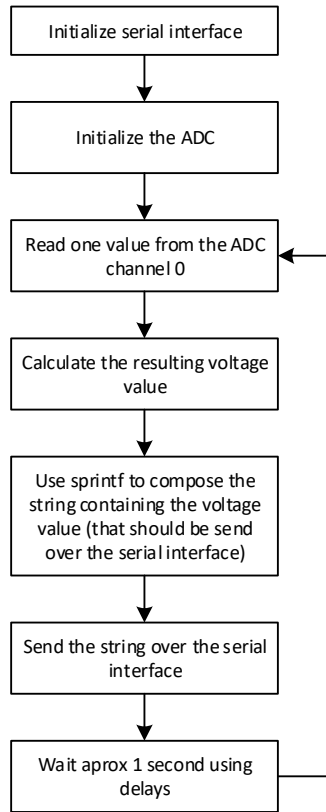 Initialize serial interface
Initialize the ADC
Read one value from the ADC
channel 0
Calculate the resulting voltage
value
Use sprintf to compose the
string containing the voltage
value (that should be send
over the serial interface)
Send the string over the serial
interface
Wait aprox 1 second using
delays